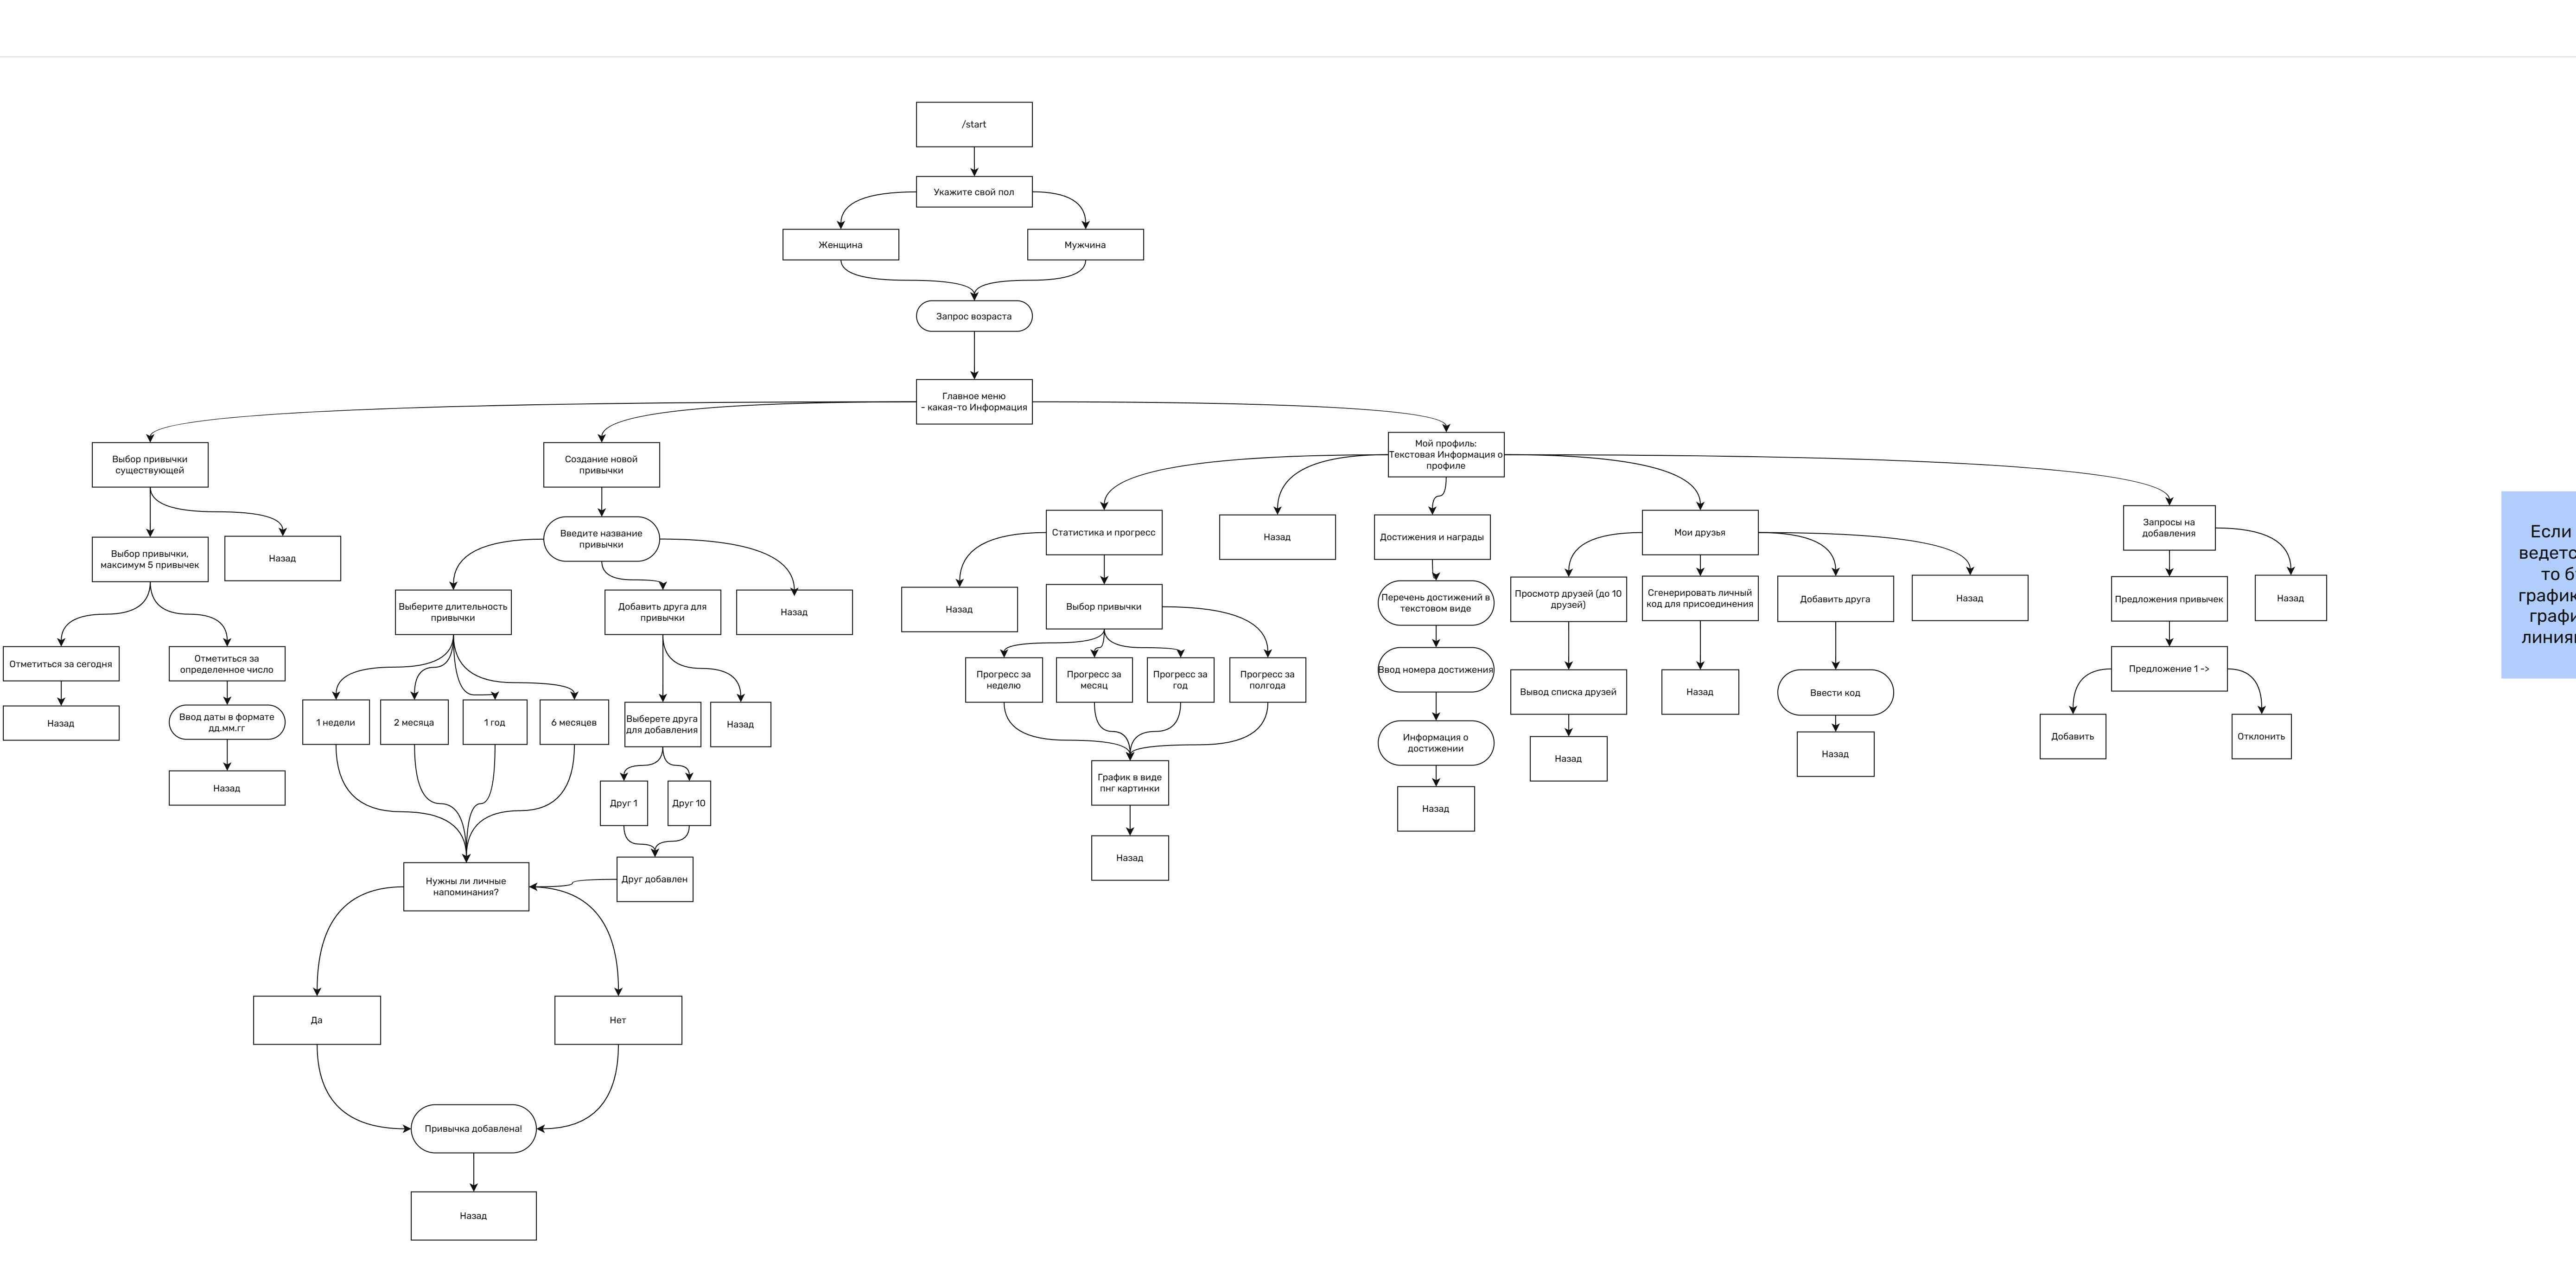 /start
Укажите свой пол
Женщина
Мужчина
Запрос возраста
Главное меню
- какая-то Информация
Выбор привычки
существующей
Создание новой
привычки
Мой профиль:
Текстовая Информация о
профиле
Выбор привычки,
максимум 5 привычек
Назад
Отметиться за сегодня
Отметиться за
определенное число
Назад
Ввод даты в формате
дд.мм.гг
Назад
Введите название
привычки
Выберите длительность
привычки
Добавить друга для
привычки
Назад
1 недели
2 месяца
1 год
6 месяцев
Выберете друга
для добавления
Назад
Друг 1
Друг 10
Друг добавлен
Нужны ли личные
напоминания?
Да
Нет
Привычка добавлена!
Назад
Статистика и прогресс
Назад
Достижения и награды
Мои друзья
Запросы на
добавления
Назад
Выбор привычки
Прогресс за
неделю
Прогресс за
месяц
Прогресс за
год
Прогресс за
полгода
График в виде
пнг картинки
Назад
Перечень достижений в
текстовом виде
Ввод номера достижения
Информация о
достижении
Назад
Просмотр друзей (до 10
друзей)
Сгенерировать личный
код для присоединения
Добавить друга
Назад
Вывод списка друзей
Назад
Назад
Ввести код
Назад
Предложения привычек
Назад
Предложение 1 ->
Добавить
Отклонить
Если
ведетс
то б
график
графи
линия